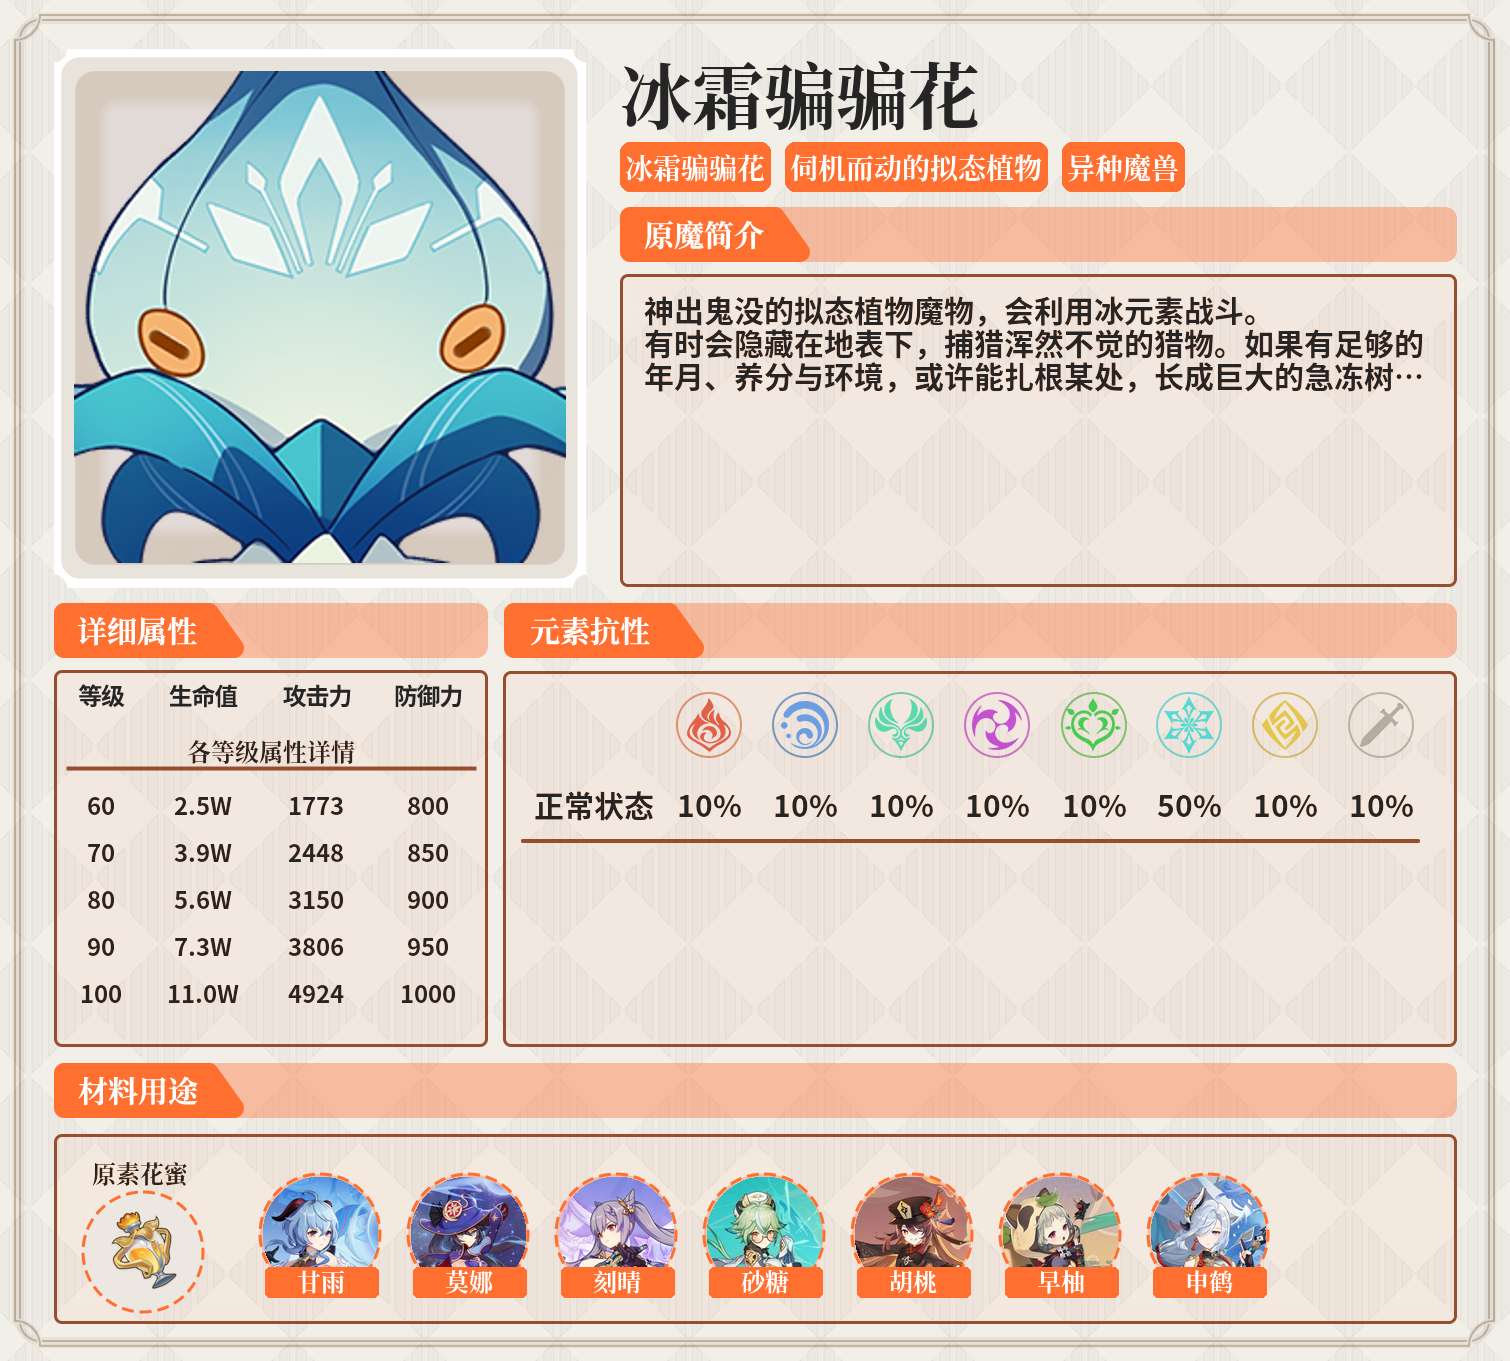 冰霜骗骗花
冰霜骗骗花 伺机而动的拟态植物 异种魔兽
原魔简介
神出鬼没的拟态植物魔物，会利用冰元素战斗。
有时会隐藏在地表下，捕猎浑然不觉的猎物。如果有足够的
年月、养分与环境，或许能扎根某处，长成巨大的急冻树…
详细属性
等级 生命值 攻击力 防御力
各等级属性详情
60 2.5W 1773 800
70 3.9W 2448 850
80 5.6W 3150 900
90 7.3W 3806 950
100 11.0W 4924 1000
元素抗性
正常状态 10% 10% 10% 10% 10% 50% 10% 10%
材料用途
原素花蜜
甘雨 莫娜 刻晴 砂糖 胡桃 早柚 申鹤